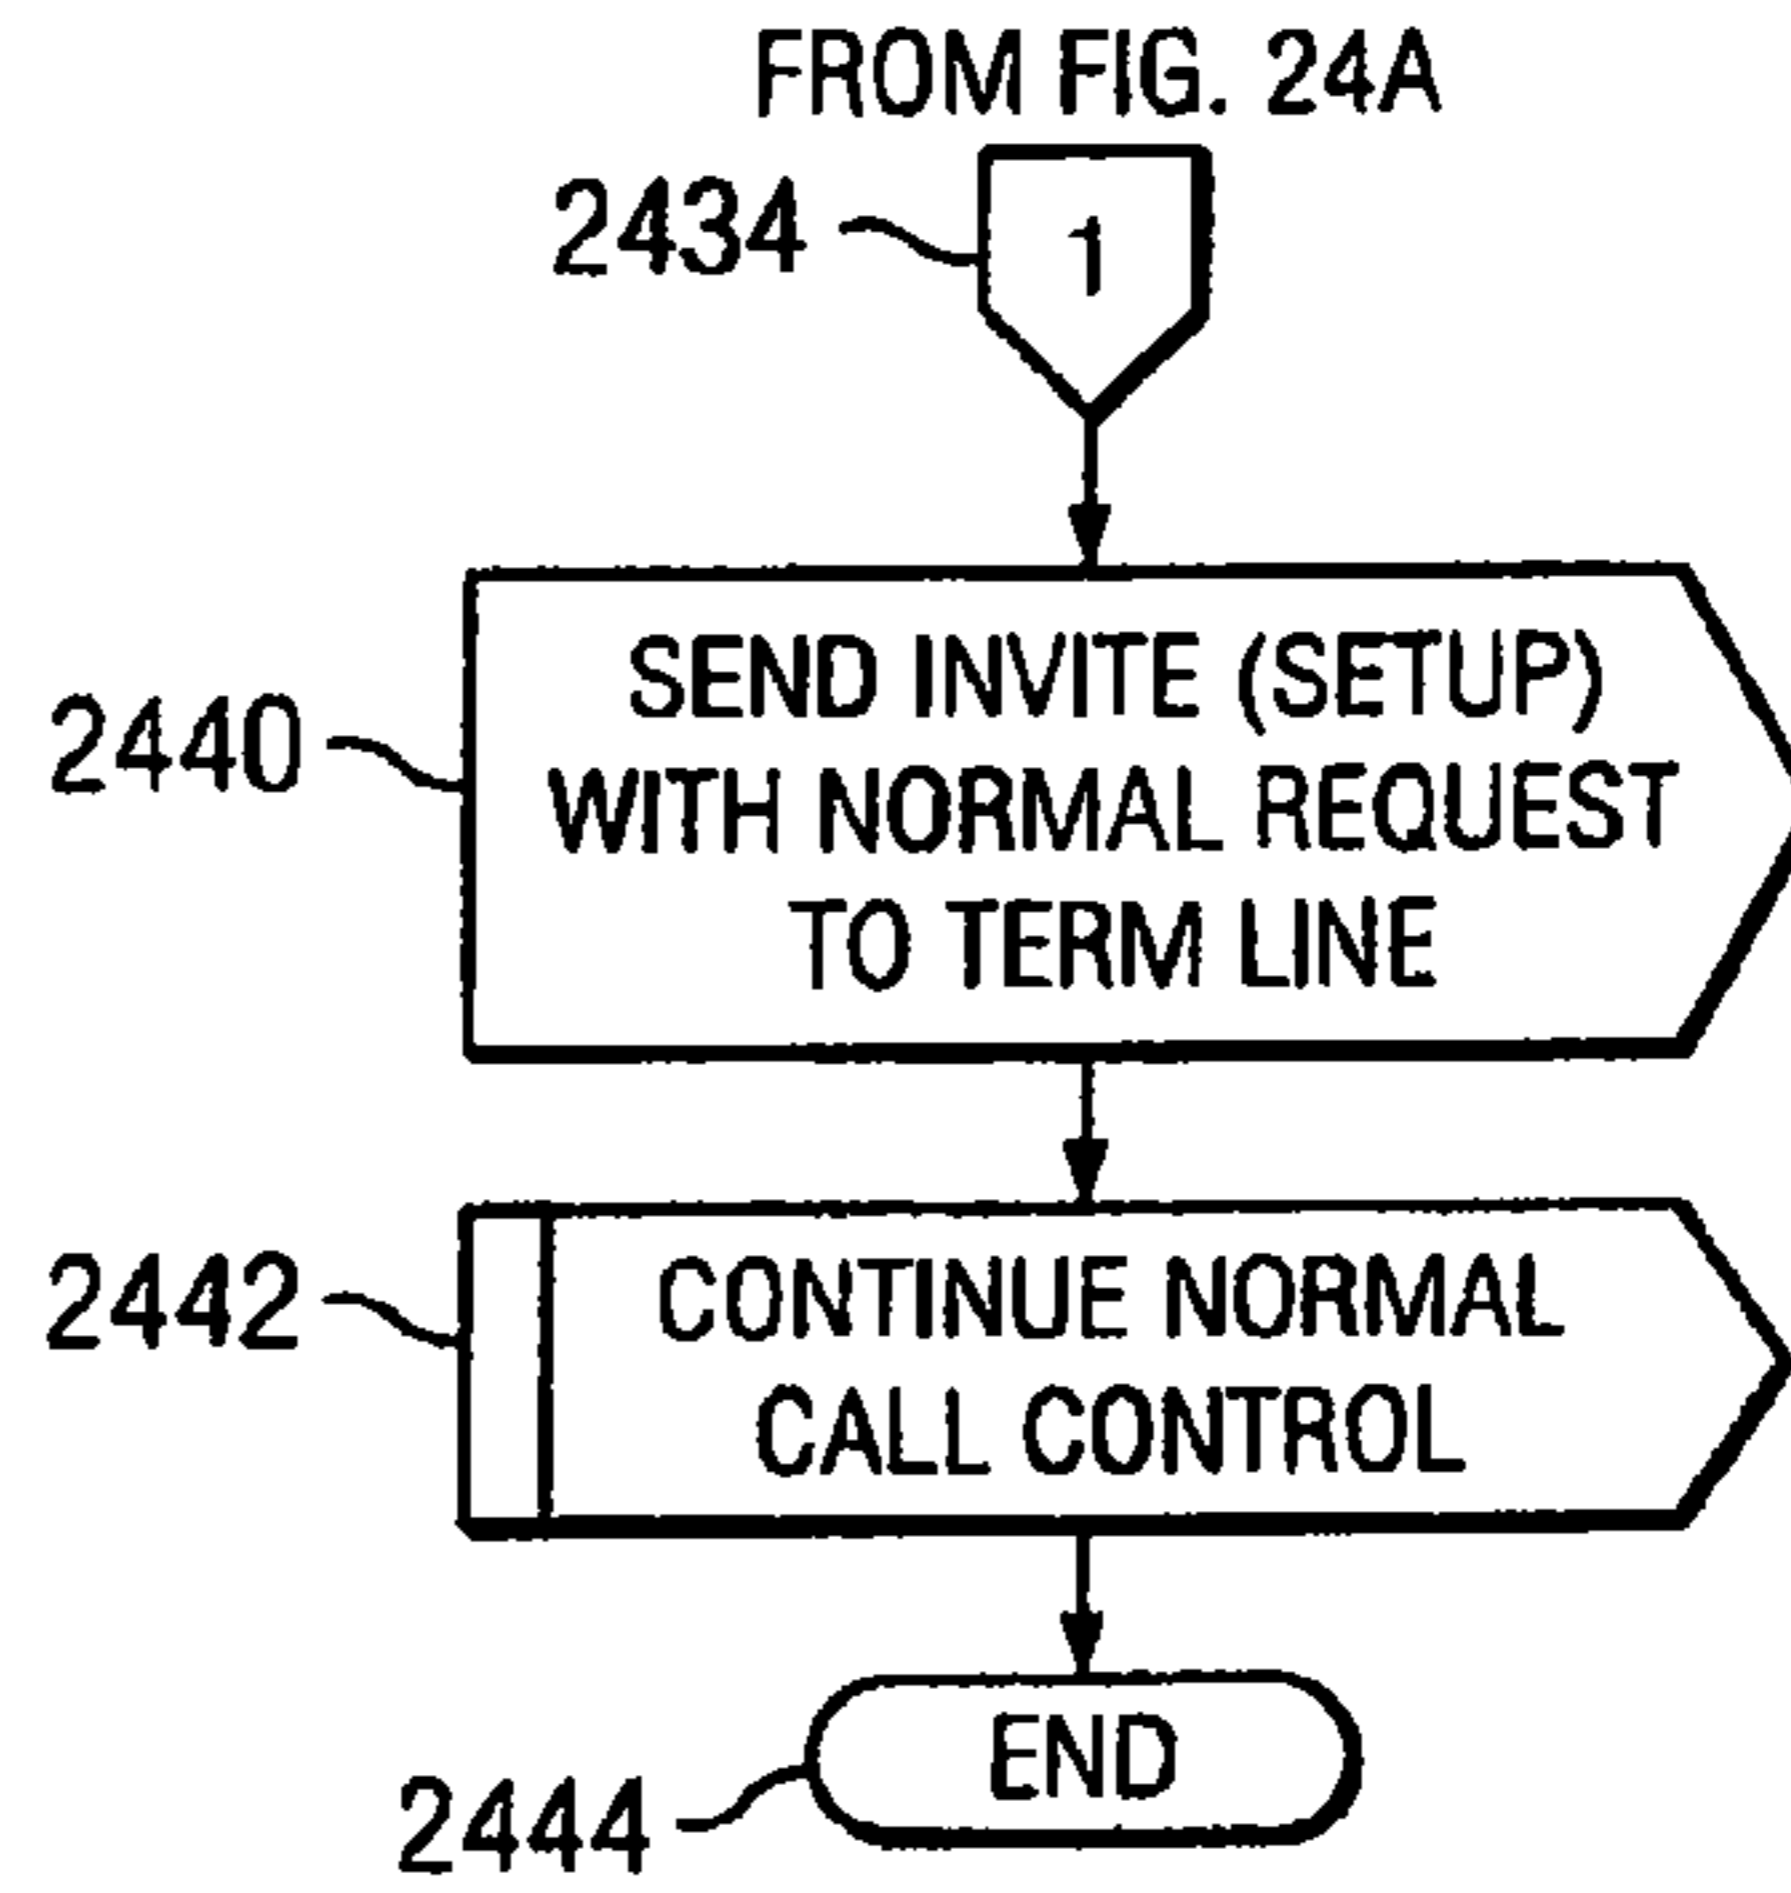 FROM FIG. 24A
2434
1
2440
SEND INVITE (SETUP)
WITH NORMAL REQUEST
TO TERM LINE
2442
CONTINUE NORMAL
CALL CONTROL
END
2444